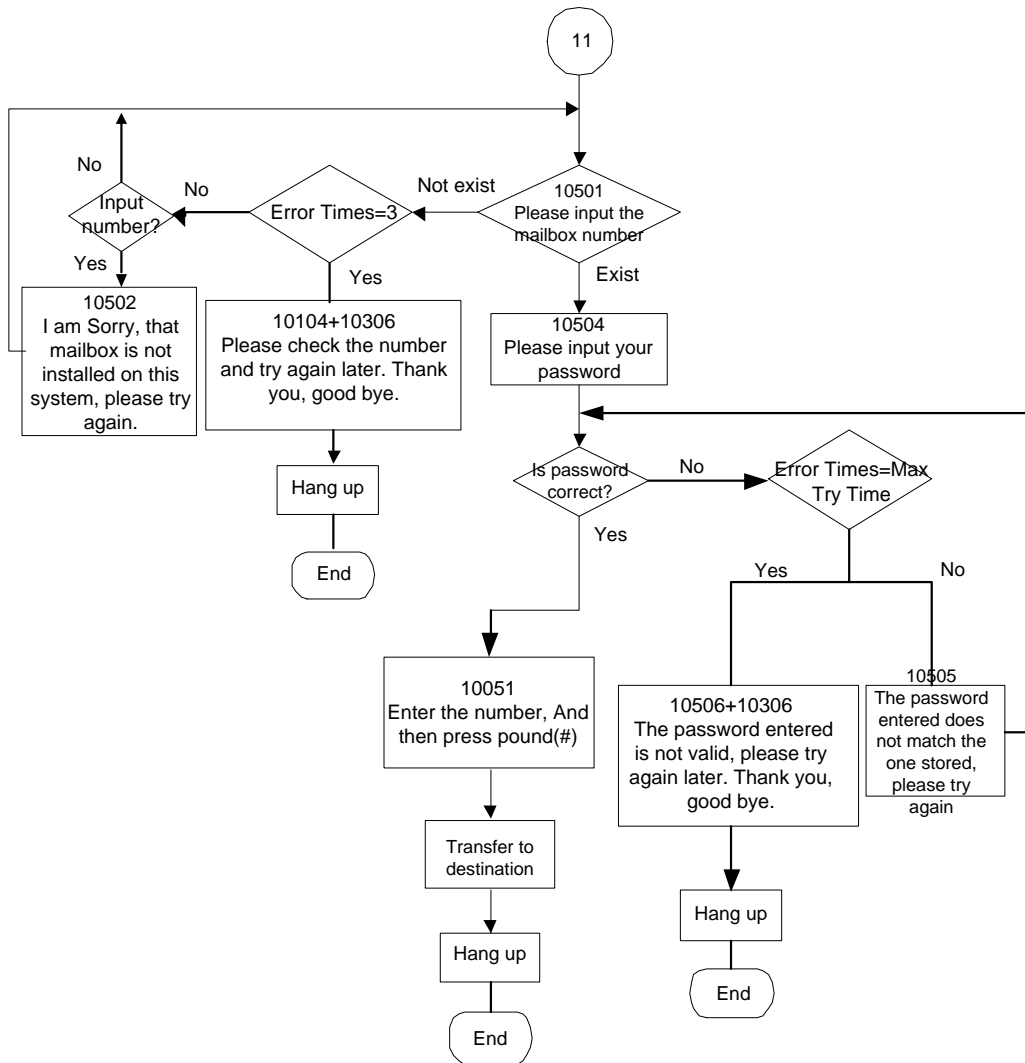 11
No
Input
number?
No
Error Times=3
Not exist
10501
Please input the
mailbox number
Yes
Yes
Exist
10502
I am Sorry, that
mailbox is not
installed on this
system, please try
again.
10104+10306
Please check the number
and try again later. Thank
you, good bye.
10504
Please input your
password
Hang up
End
Is password
correct?
No
Error Times=Max
Try Time
Yes
Yes
No
10051
Enter the number, And
then press pound(#)
10506+10306
The password entered
is not valid, please try
again later. Thank you,
good bye.
10505
The password
entered does
not match the
one stored,
please try
again
Transfer to
destination
Hang up
End
Hang up
End